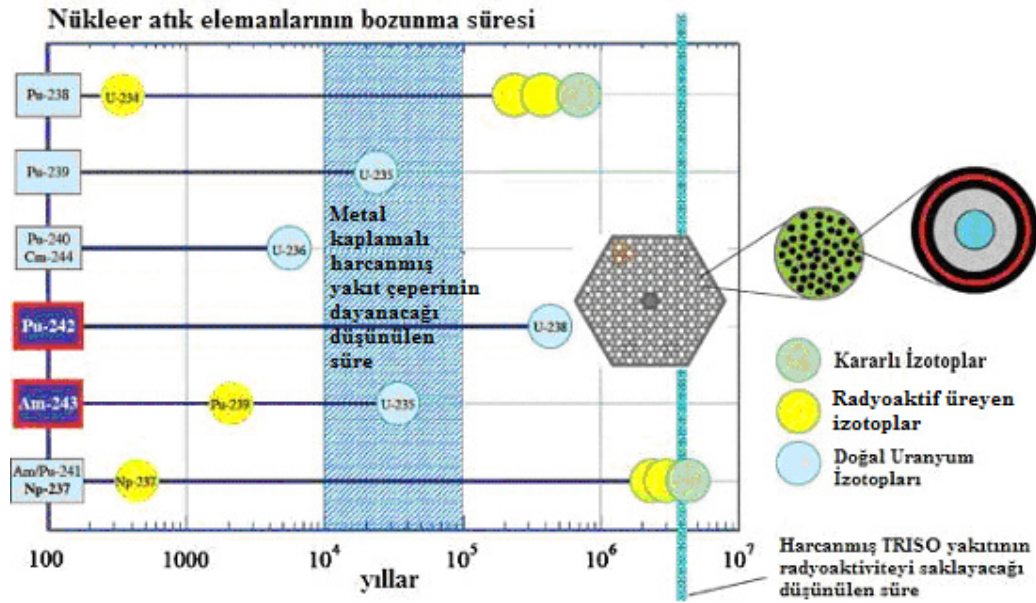 Nükleer atık elemanlarının bozunma süresi
Pu-238
U-234
Pu-239
U-235
Pu-240
Cm-244
U-236
Metal
kaplamalı
harcanmış
yakıt çeperinin
dayanacağı
düşünülen
süre
Pu-242
U-238
Am-243
Pu-239
U-235
Am/Pu-241
Np-237
Np-237
Kararlı İzotoplar
Radyoaktif üreyen
izotoplar
Doğal Uranyum
İzotopları
100
1000
10⁴
10⁵
10⁶
10⁷
yıllar
Harcanmış TRISO yakıtının
radyoaktiviteyi saklayacağı
düşünülen süre